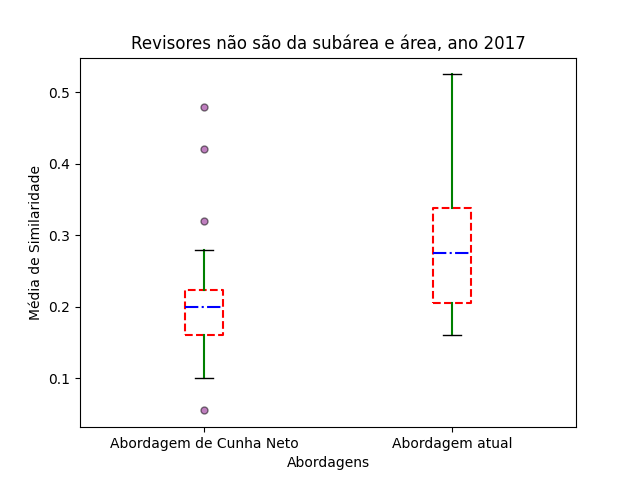 Revisores não são da subárea e área, ano 2017
Média de Similaridade
0.5
0.4
0.3
0.2
0.1
Abordagem de Cunha Neto
Abordagem atual
Abordagens